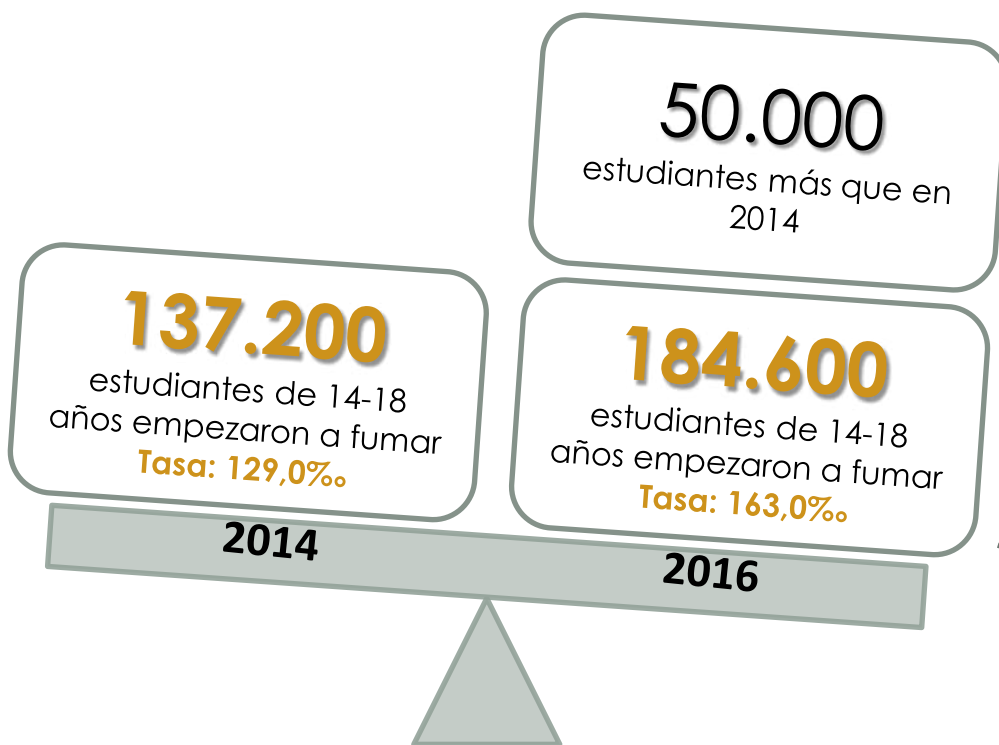 50.000
estudiantes más que en
2014
137.200
estudiantes de 14-18
años empezaron a fumar
Tasa: 129,0‰
184.600
estudiantes de 14-18
años empezaron a fumar
Tasa: 163,0‰
2014
2016